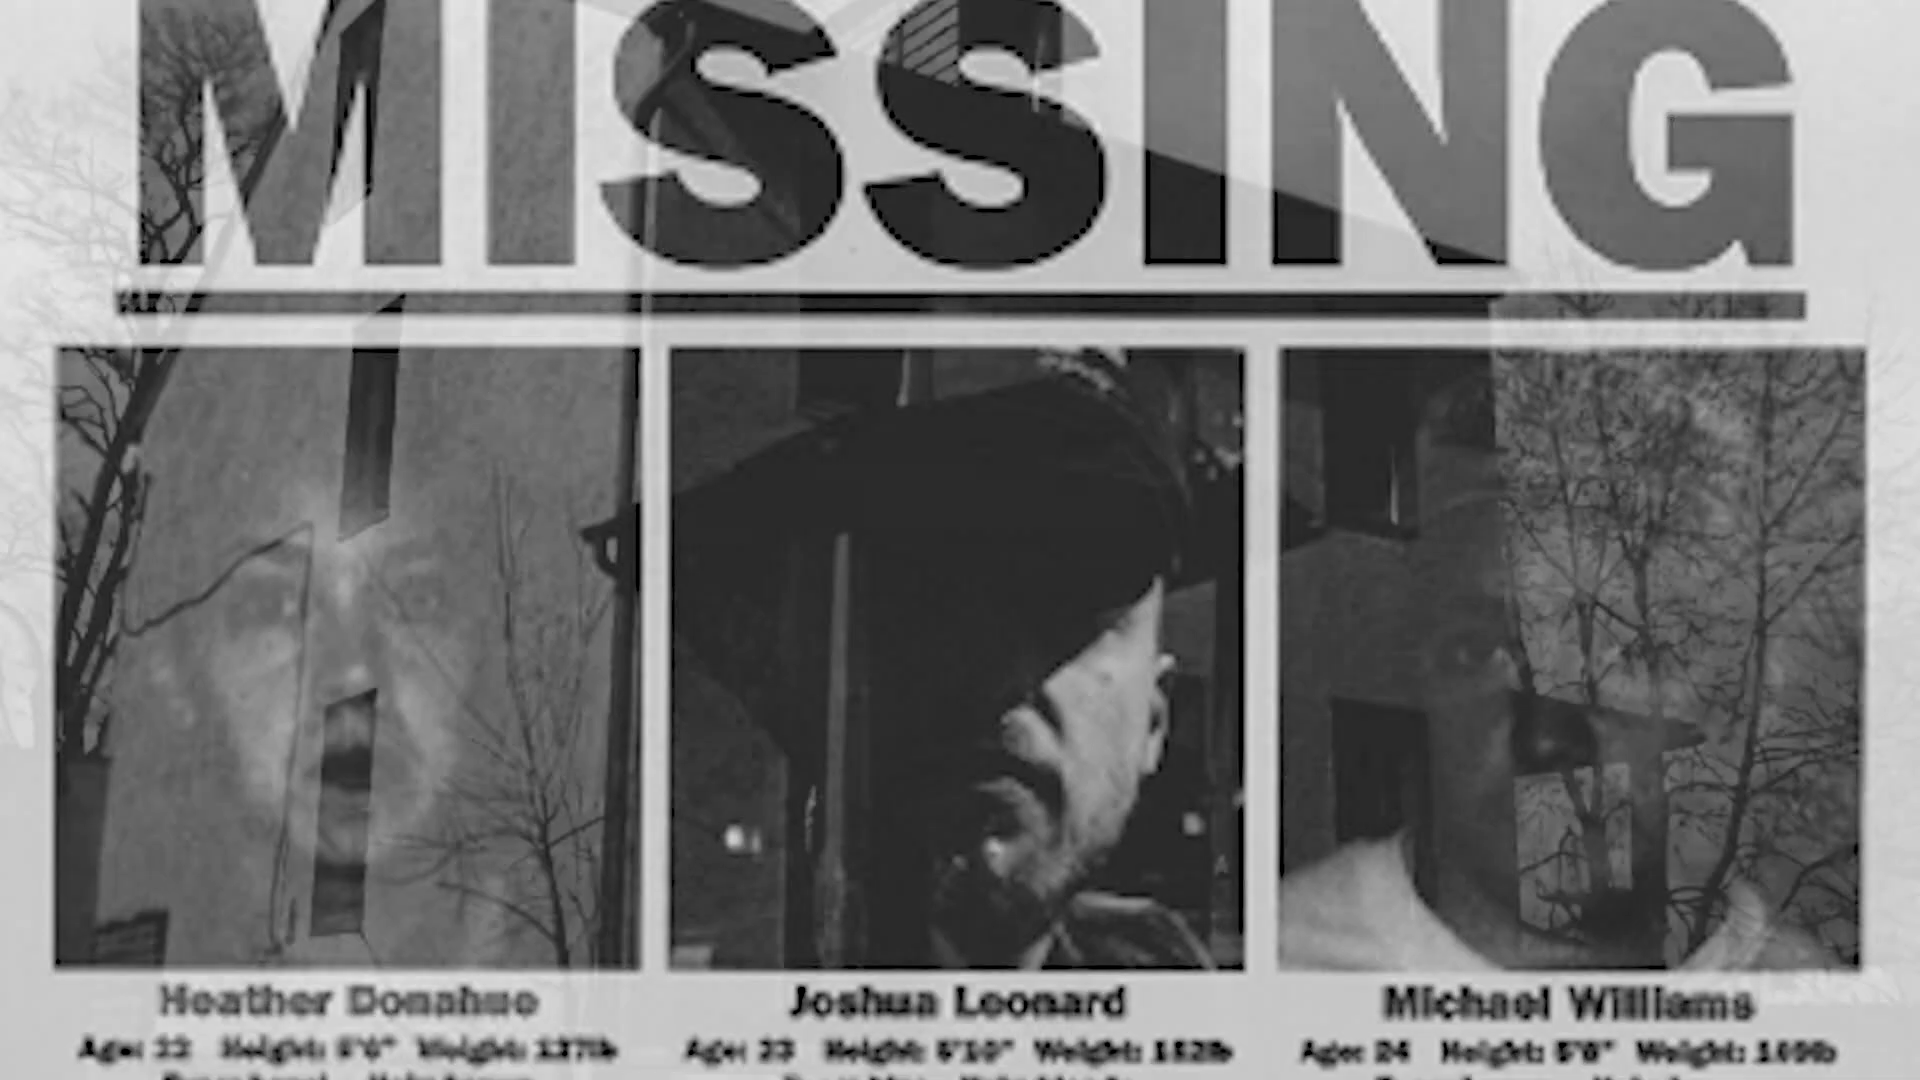 MISSING
Heather Donahue Joshua Leonard Michael Williams
Age: 22 Height: 5'6" Weight: 127lb Age: 23 Height: 5'10" Weight: 152lb Age: 24 Height: 5'8" Weight: 169lb